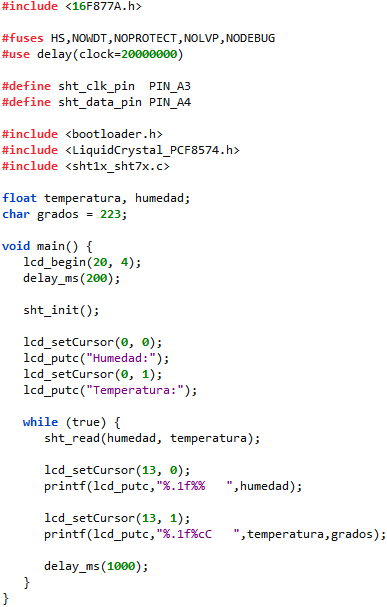 #include <16F877A.h>

#fuses HS,NOWDT,NOPROTECT,NOLVP,NODEBUG
#use delay(clock=20000000)

#define sht_clk_pin  PIN_A3
#define sht_data_pin PIN_A4

#include <bootloader.h>
#include <LiquidCrystal_PCF8574.h>
#include <sht1x_sht7x.c>

float temperatura, humedad;
char grados = 223;

void main() {
   lcd_begin(20, 4);
   delay_ms(200);

   sht_init();

   lcd_setCursor(0, 0);
   lcd_putc("Humedad:");
   lcd_setCursor(0, 1);
   lcd_putc("Temperatura:");

   while (true) {
      sht_read(humedad, temperatura);

      lcd_setCursor(13, 0);
      printf(lcd_putc,"%.1f%%   ",humedad);

      lcd_setCursor(13, 1);
      printf(lcd_putc,"%.1f%cC   ",temperatura,grados);

      delay_ms(1000);
   }
}